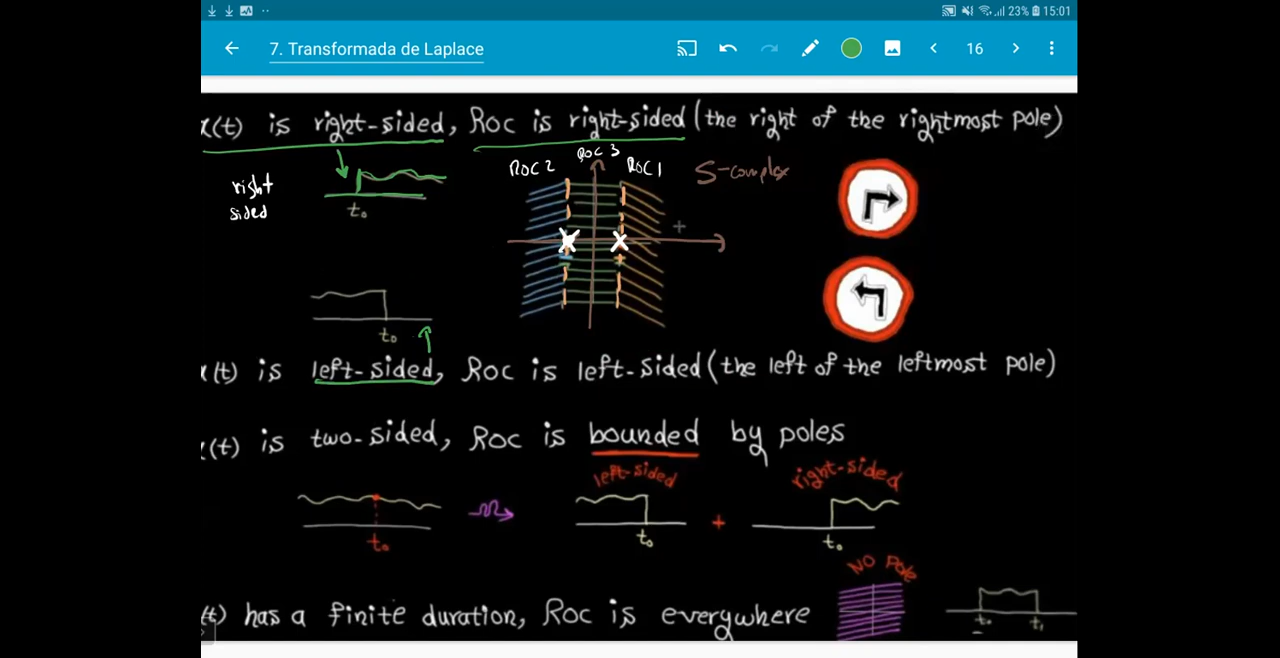 23% 15:01
7. Transformada de Laplace
16
x(t) is right-sided, ROC is right-sided (the right of the rightmost pole)
right
sided
t₀
ROC 2
ROC 3
ROC 1
S-complex
t₀
x(t) is left-sided, ROC is left-sided (the left of the leftmost pole)
x(t) is two-sided, ROC is bounded by poles
left-sided
right-sided
t₀
+
t₀
t₀
NO Pole
(t) has a finite duration, ROC is everywhere
t₀
t₁